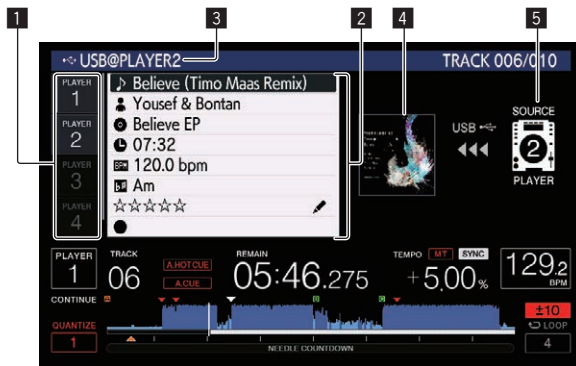 1
3
2
4
5
USB@PLAYER2
TRACK 006/010
PLAYER
1
PLAYER
2
PLAYER
3
PLAYER
4
Believe (Timo Maas Remix)
Yousef & Bontan
Believe EP
07:32
BPM 120.0 bpm
Am
USB
SOURCE
2
PLAYER
PLAYER
1
CONTINUE
TRACK
06
A.HOT CUE
A.CUE
REMAIN
05:46.275
TEMPO MT SYNC
+5.00%
129.2
BPM
QUANTIZE
1
A
B
C
NEEDLE COUNTDOWN
±10
LOOP
4